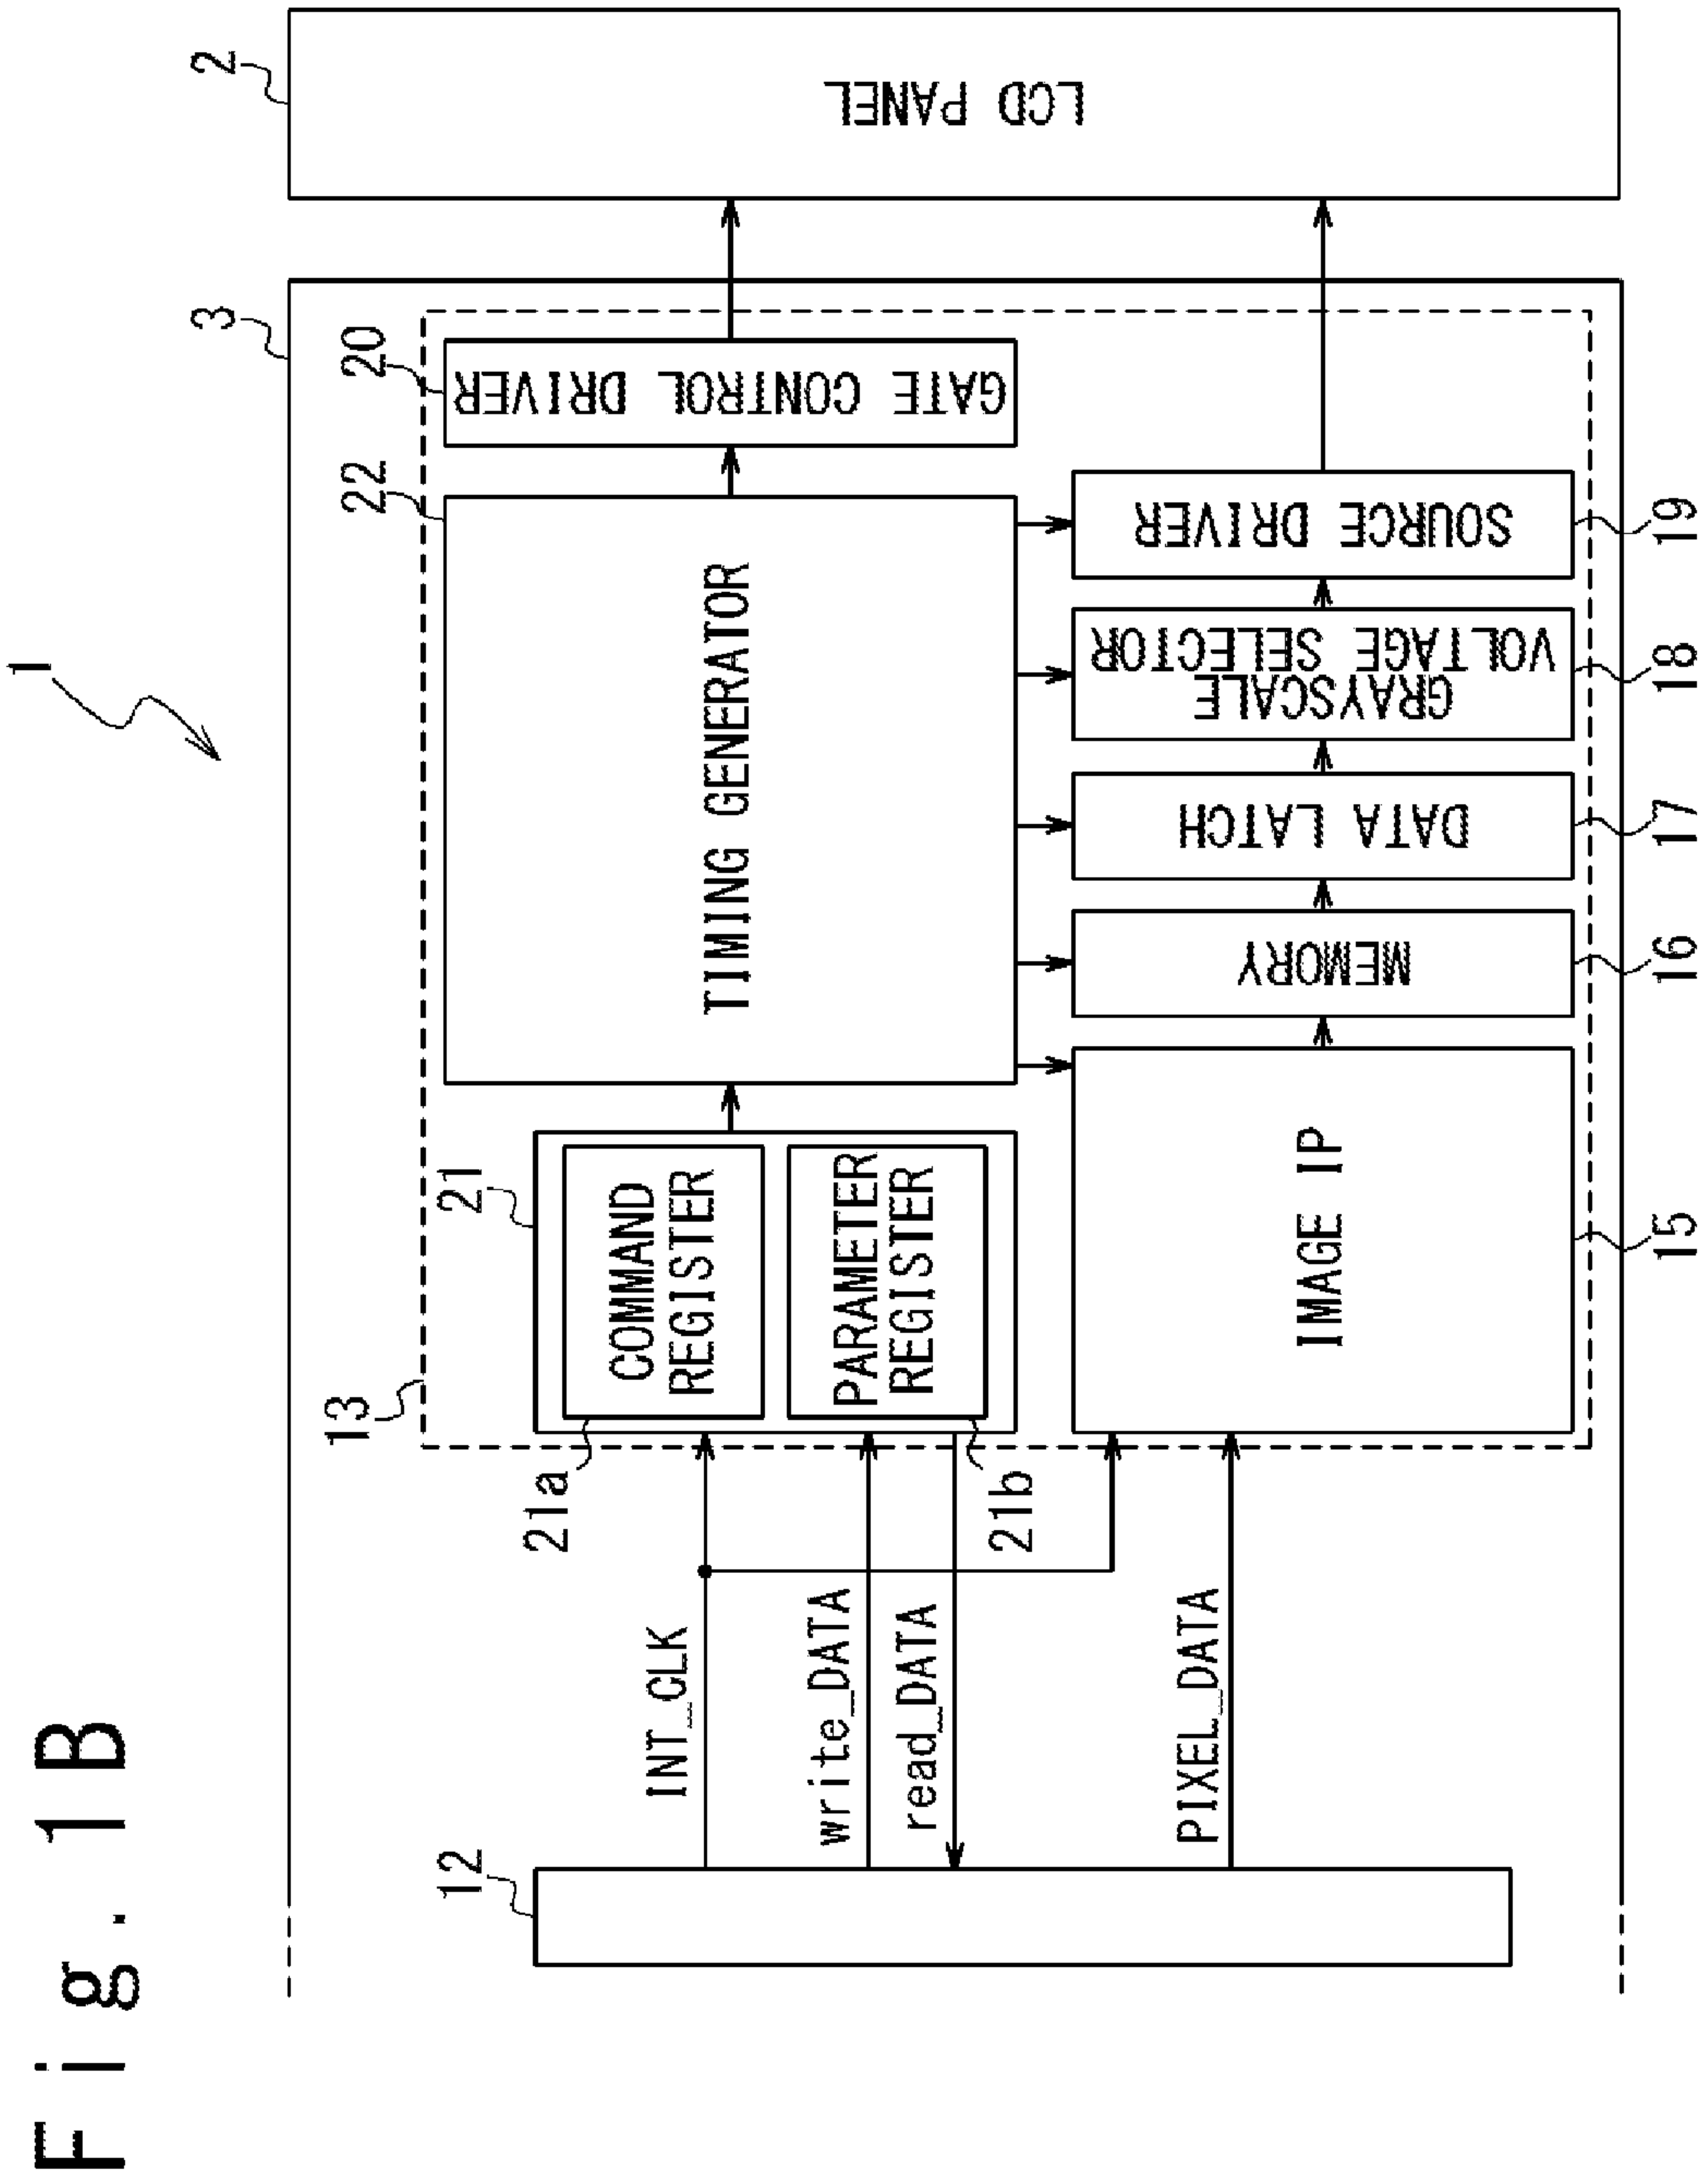 Fig. 1B
1
2
LCD PANEL
3
13
20
GATE CONTROL DRIVER
22
TIMING GENERATOR
21
COMMAND
REGISTER
21a
PARAMETER
REGISTER
21b
SOURCE DRIVER
19
GRAYSCALE
VOLTAGE SELECTOR
18
DATA LATCH
17
MEMORY
16
IMAGE IP
15
INT_CLK
write_DATA
read_DATA
PIXEL_DATA
12